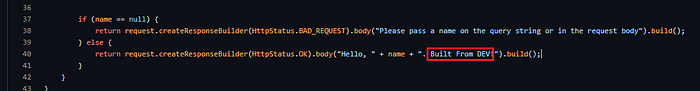 36
37 if (name == null) {
38 return request.createResponseBuilder(HttpStatus.BAD_REQUEST).body("Please pass a name on the query string or in the request body").build();
39 } else {
40 return request.createResponseBuilder(HttpStatus.OK).body("Hello, " + name + ". Built From DEV!").build();
41 }
42 }
43 }